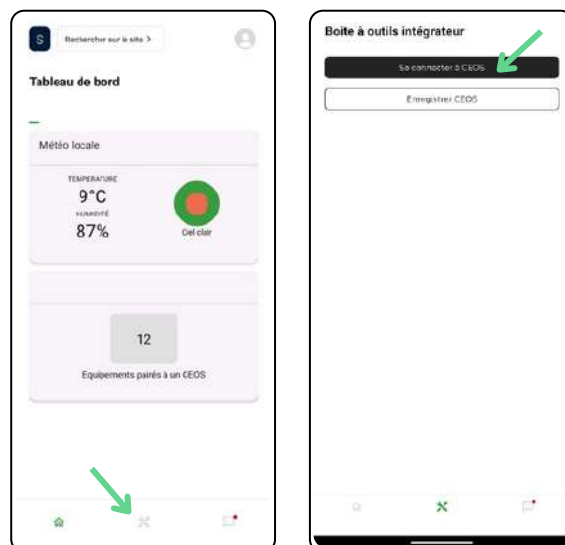 S
Rechercher sur le site >
Tableau de bord
Météo locale
TEMPÉRATURE
9°C
HUMIDITÉ
87%
Ciel clair
12
Equipements pairés à un CEOS
Boite à outils intégrateur
Se connecter à CEOS
Enregistrer CEOS